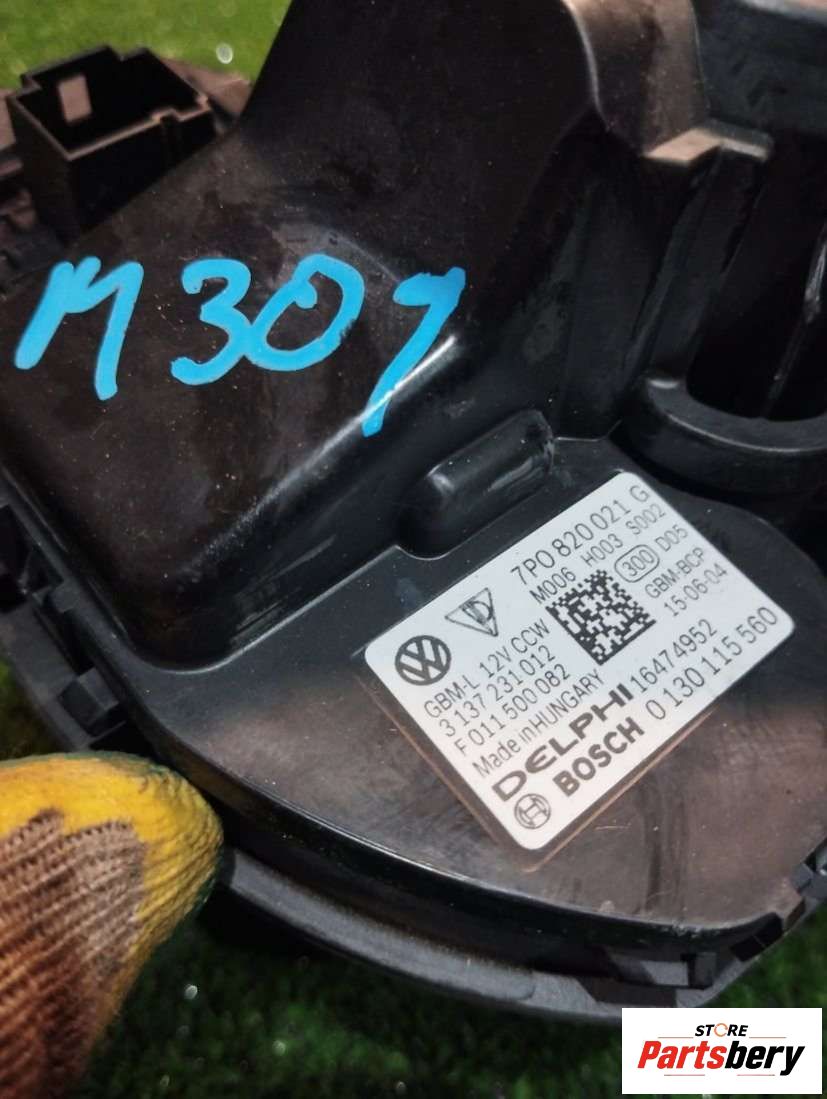 M307
7P0 820 021 G
M006 H003 S002
300 D05
GBM-BCP
15-06-04
GBM-L 12V CCW
3 137 231 012
F 011 500 082
Made in HUNGARY
DELPHI 16474952
BOSCH 0 130 115 560
STORE
Partsbery